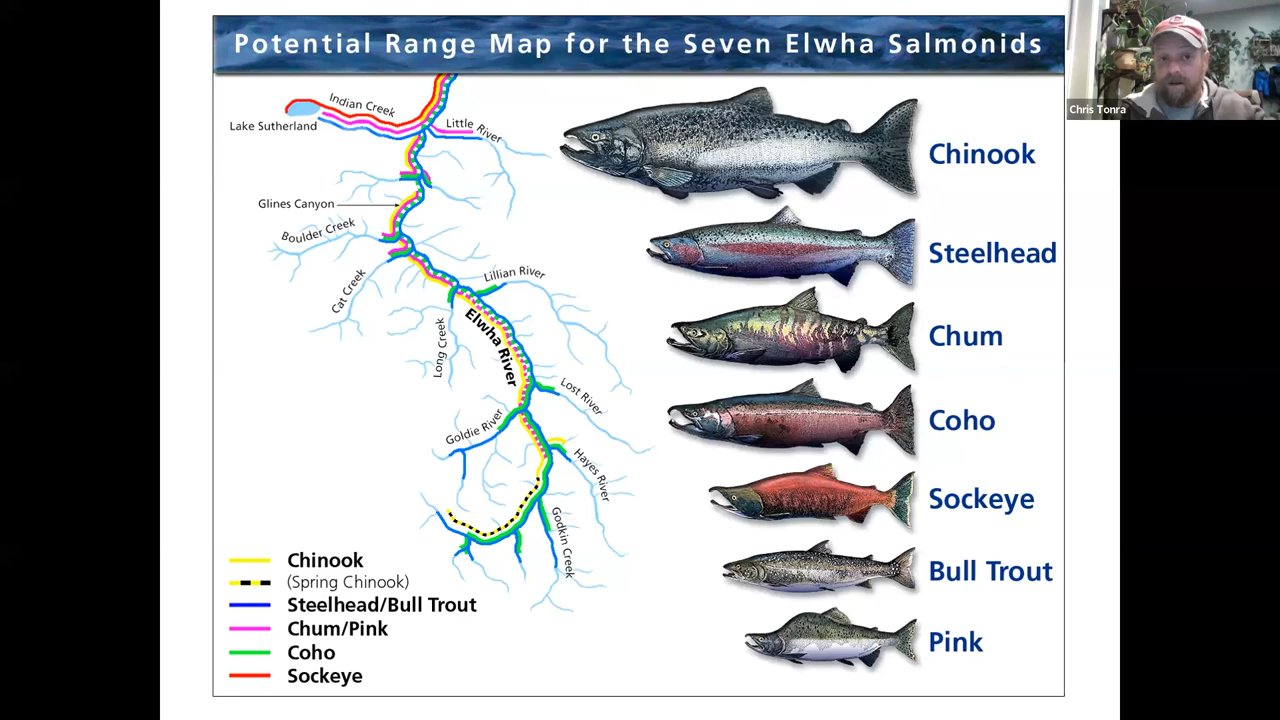 Potential Range Map for the Seven Elwha Salmonids
Chris Tonra
Indian Creek
Lake Sutherland
Little River
Glines Canyon
Boulder Creek
Cat Creek
Lillian River
Long Creek
Elwha River
Lost River
Goldie River
Hayes River
Godkin Creek
Chinook
Steelhead
Chum
Coho
Sockeye
Bull Trout
Pink
Chinook
(Spring Chinook)
Steelhead/Bull Trout
Chum/Pink
Coho
Sockeye